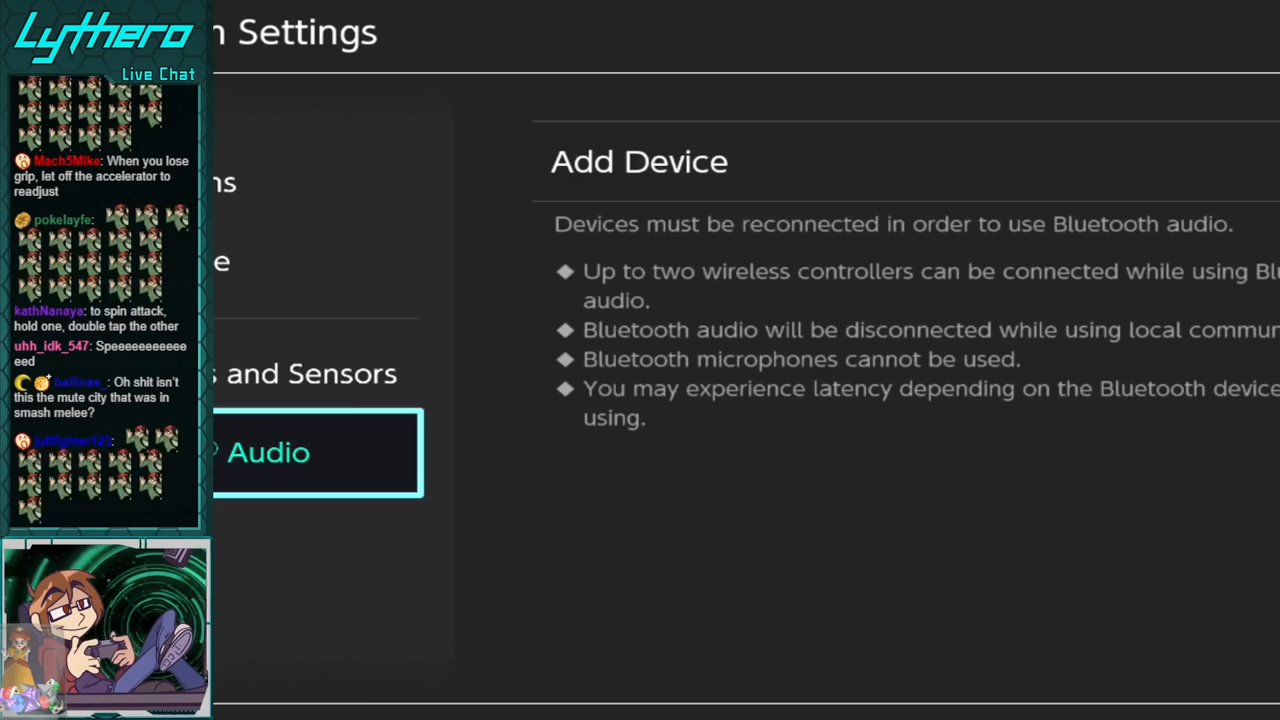 Lythero
Live Chat
Mach5Mike: When you lose
grip, let off the accelerator to
readjust
pokelayfe:
kathNanaya: to spin attack,
hold one, double tap the other
uhh_idk_547: Speeeeeeeeeee
eed
ballinaa_: Oh shit isn't
this the mute city that was in
smash melee?
n Settings
ns
e
s and Sensors
Audio
Add Device
Devices must be reconnected in order to use Bluetooth audio.
◆ Up to two wireless controllers can be connected while using Blu
audio.
◆ Bluetooth audio will be disconnected while using local commun
◆ Bluetooth microphones cannot be used.
◆ You may experience latency depending on the Bluetooth device
using.